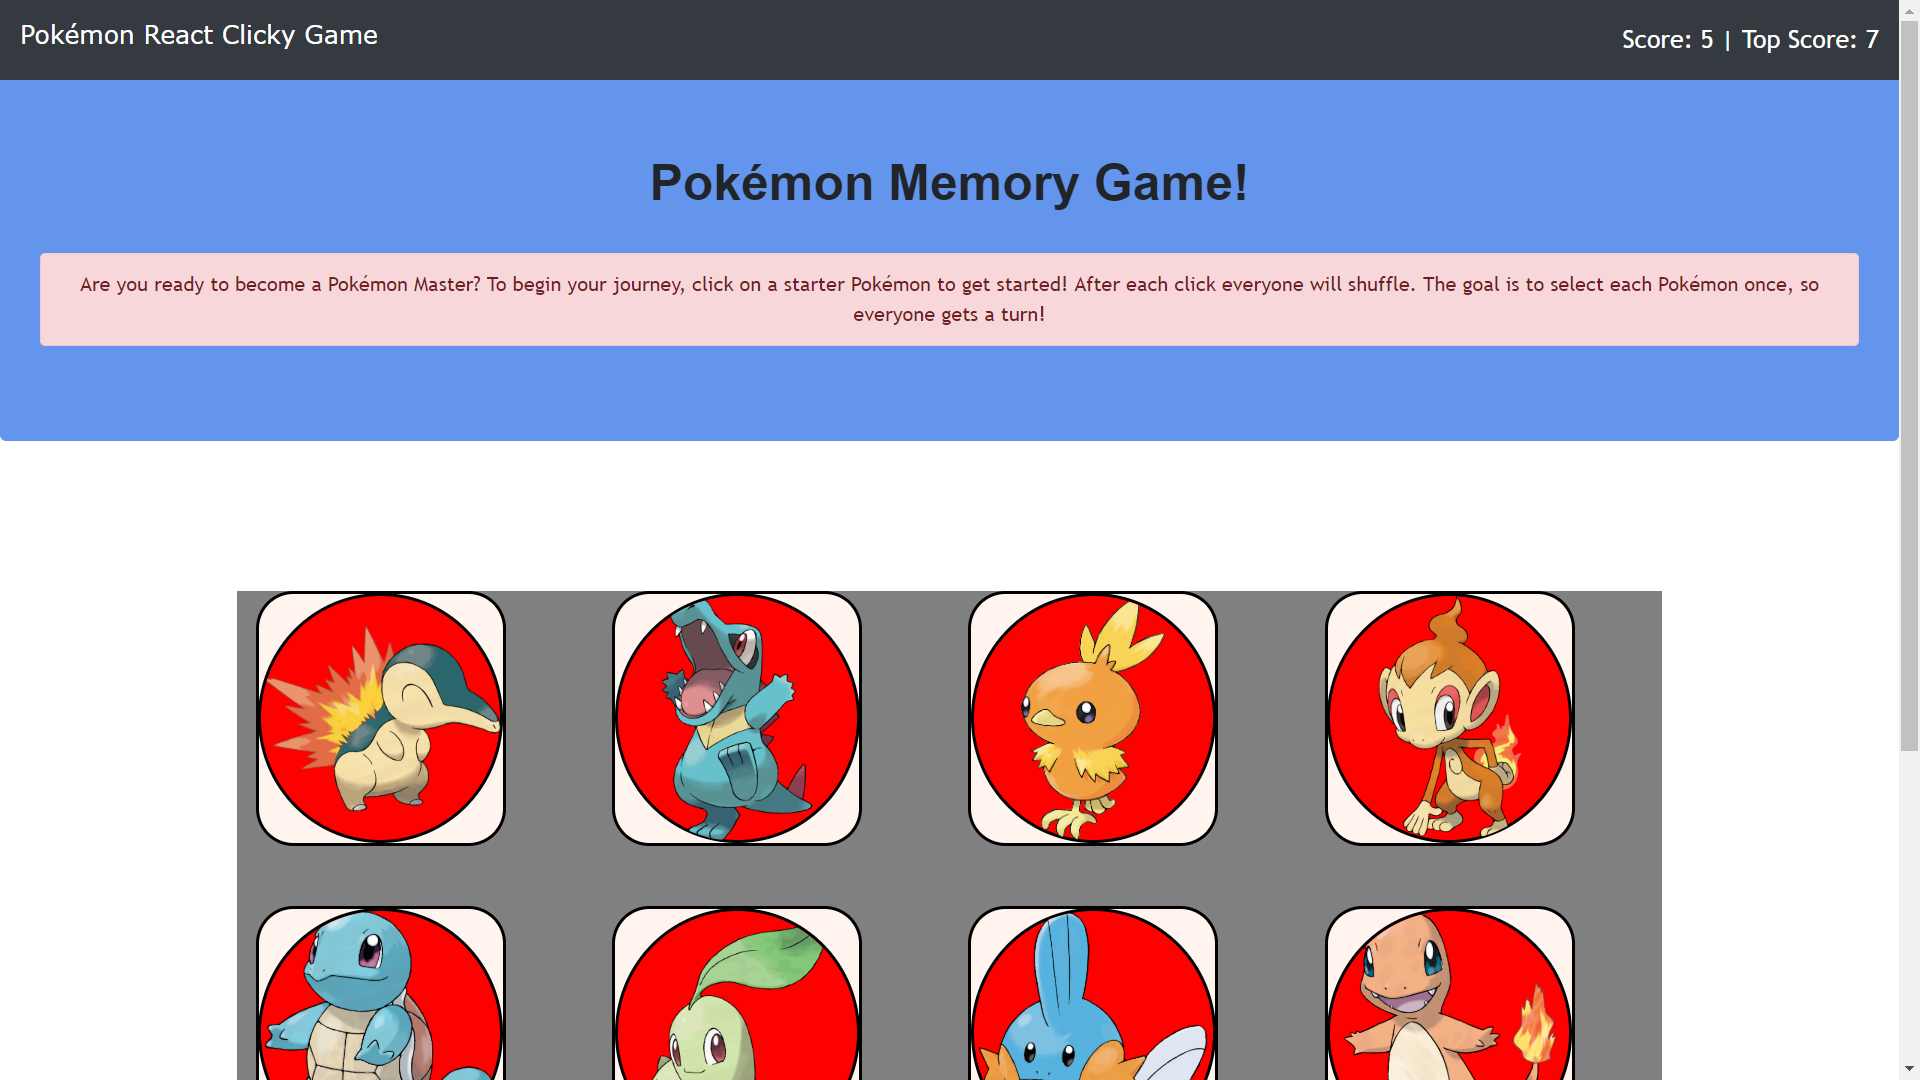 Pokémon React Clicky Game
Score: 5 | Top Score: 7
Pokémon Memory Game!
Are you ready to become a Pokémon Master? To begin your journey, click on a starter Pokémon to get started! After each click everyone will shuffle. The goal is to select each Pokémon once, so
everyone gets a turn!